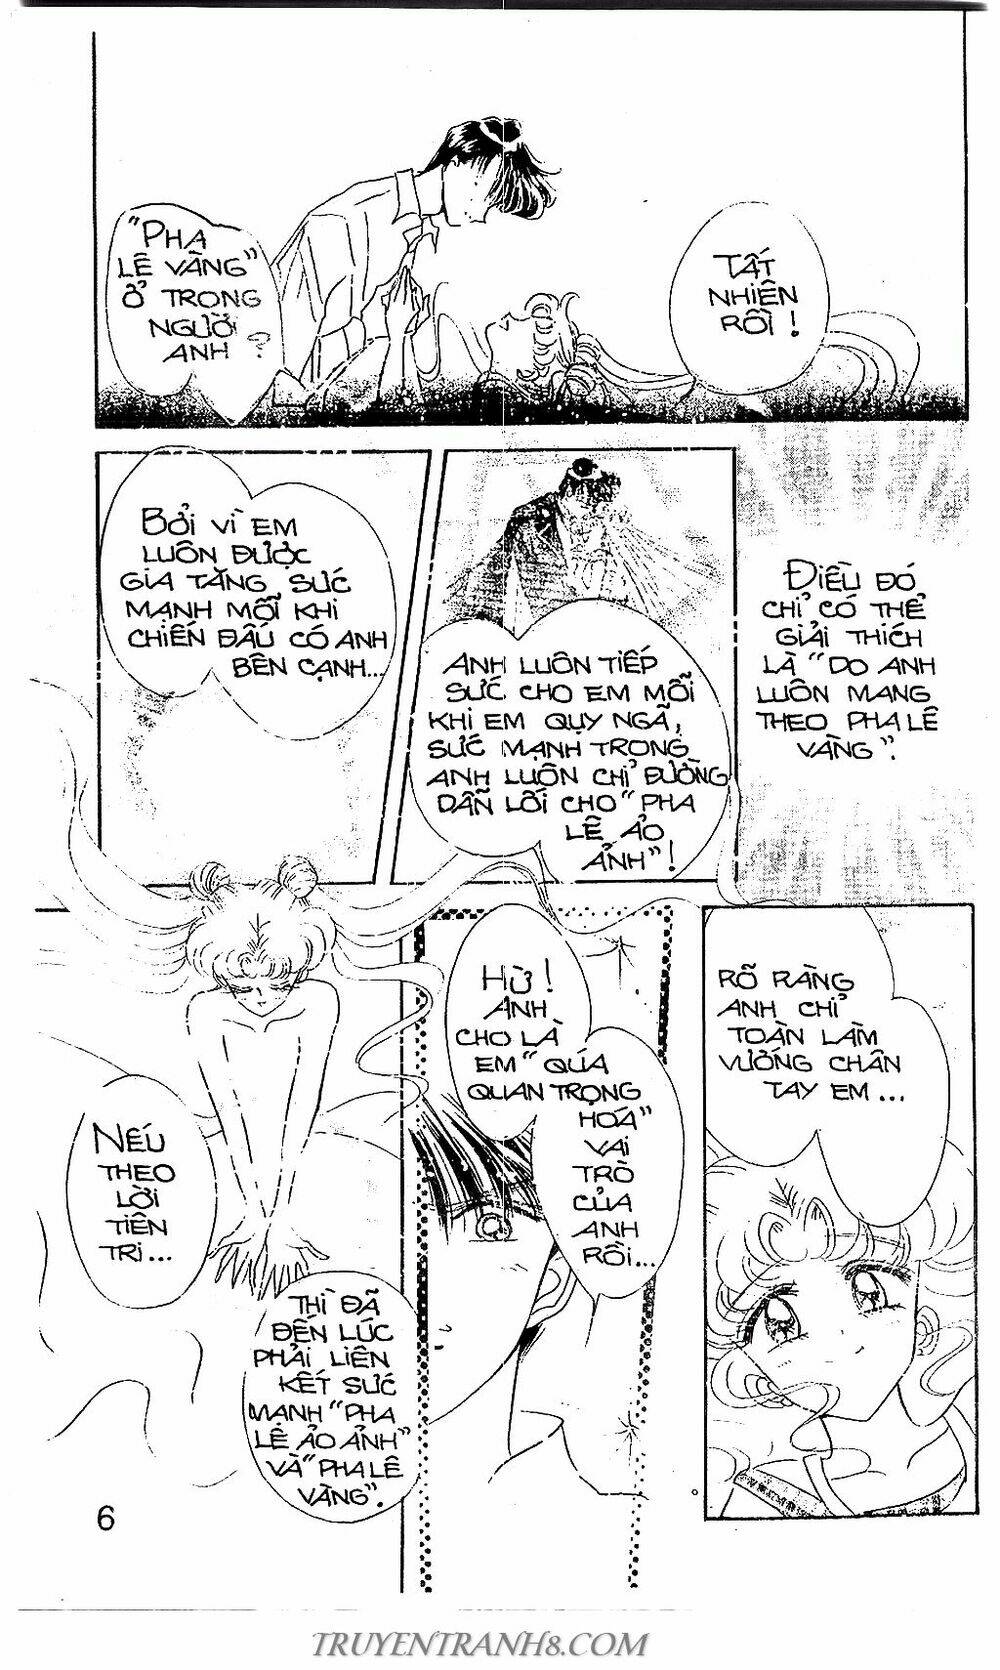 "PHA
LÊ VÀNG"
Ở TRONG
NGƯỜI
ANH ?
TẤT
NHIÊN
RỒI !
BỞI VÌ EM
LUÔN ĐƯỢC
GIA TĂNG SỨC
MẠNH MỖI KHI
CHIẾN ĐẤU CÓ ANH
BÊN CẠNH...
ANH LUÔN TIẾP
SỨC CHO EM MỖI
KHI EM QUỴ NGÃ,
SỨC MẠNH TRONG
ANH LUÔN CHỈ ĐƯỜNG
DẪN LỐI CHO "PHA
LÊ ẢO
ẢNH"!
ĐIỀU ĐÓ
CHỈ CÓ THỂ
GIẢI THÍCH
LÀ "DO ANH
LUÔN MANG
THEO PHA LÊ
VÀNG".
RÕ RÀNG
ANH CHỈ
TOÀN LÀM
VƯỚNG CHÂN
TAY EM...
HỪ !
ANH
CHO LÀ
EM "QÚA
QUAN TRỌNG
HOÁ"
VAI
TRÒ
CỦA
ANH
RỒI...
NẾU
THEO
LỜI
TIÊN
TRI...
THÌ ĐÃ
ĐẾN LÚC
PHẢI LIÊN
KẾT SỨC
MẠNH "PHA
LÊ ẢO ẢNH"
VÀ "PHA LÊ
VÀNG".
6
TRUYENTRANH8.COM